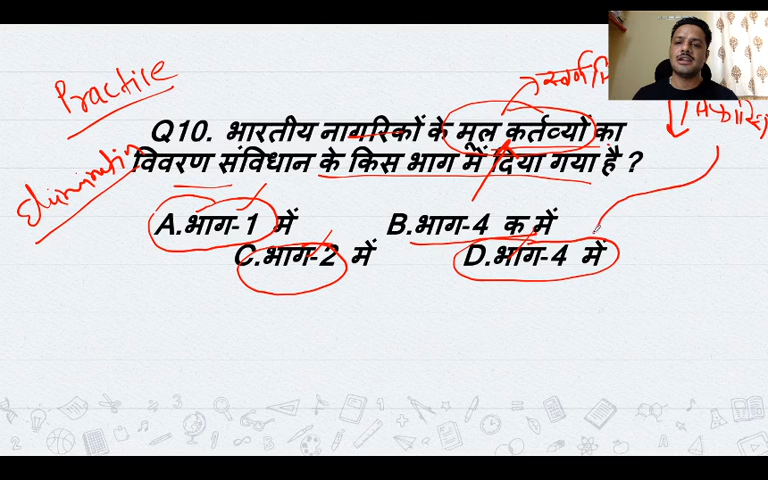 Practice
Elimination
Q10. भारतीय नागरिकों के मूल कर्तव्यों का
विवरण संविधान के किस भाग में दिया गया है ?
A.भाग-1 में B.भाग-4 क में
C.भाग-2 में D.भाग-4 में